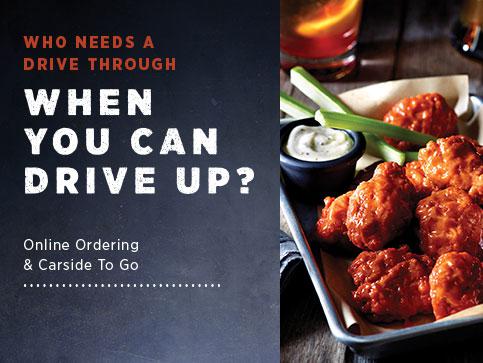 WHO NEEDS A
DRIVE THROUGH
WHEN
YOU CAN
DRIVE UP?
Online Ordering
& Carside To Go